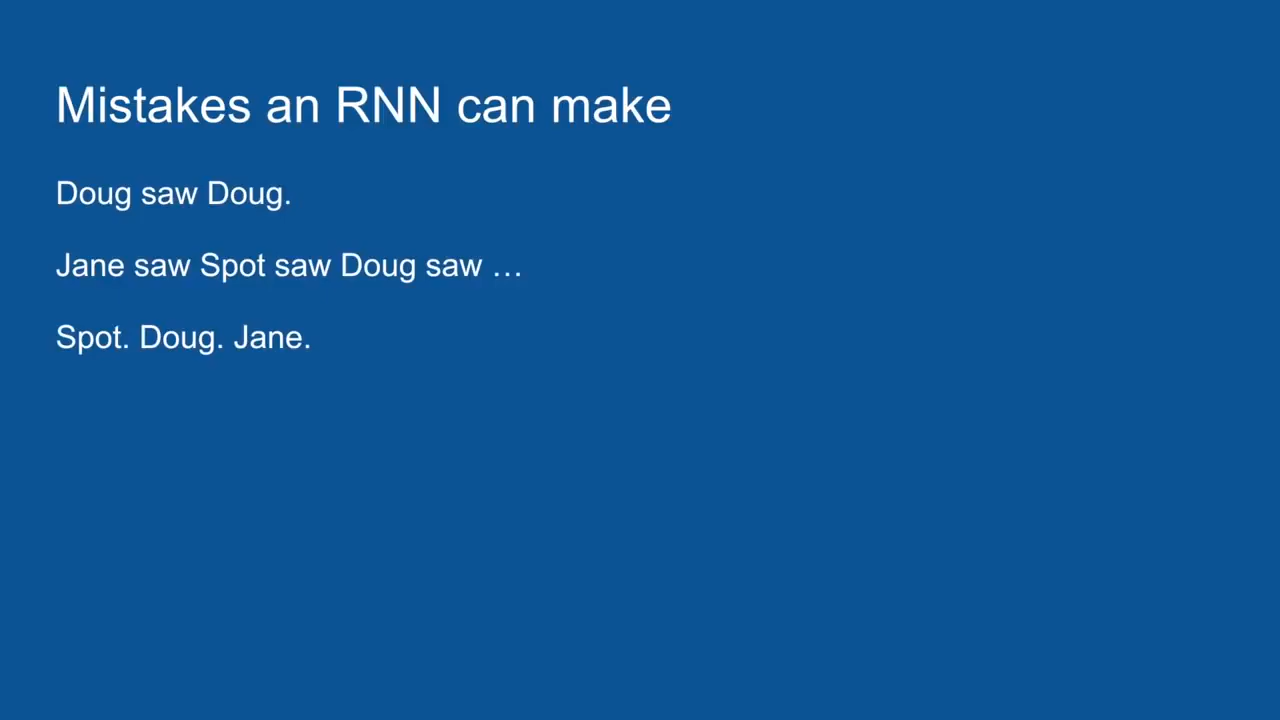 Mistakes an RNN can make
Doug saw Doug.
Jane saw Spot saw Doug saw …
Spot. Doug. Jane.